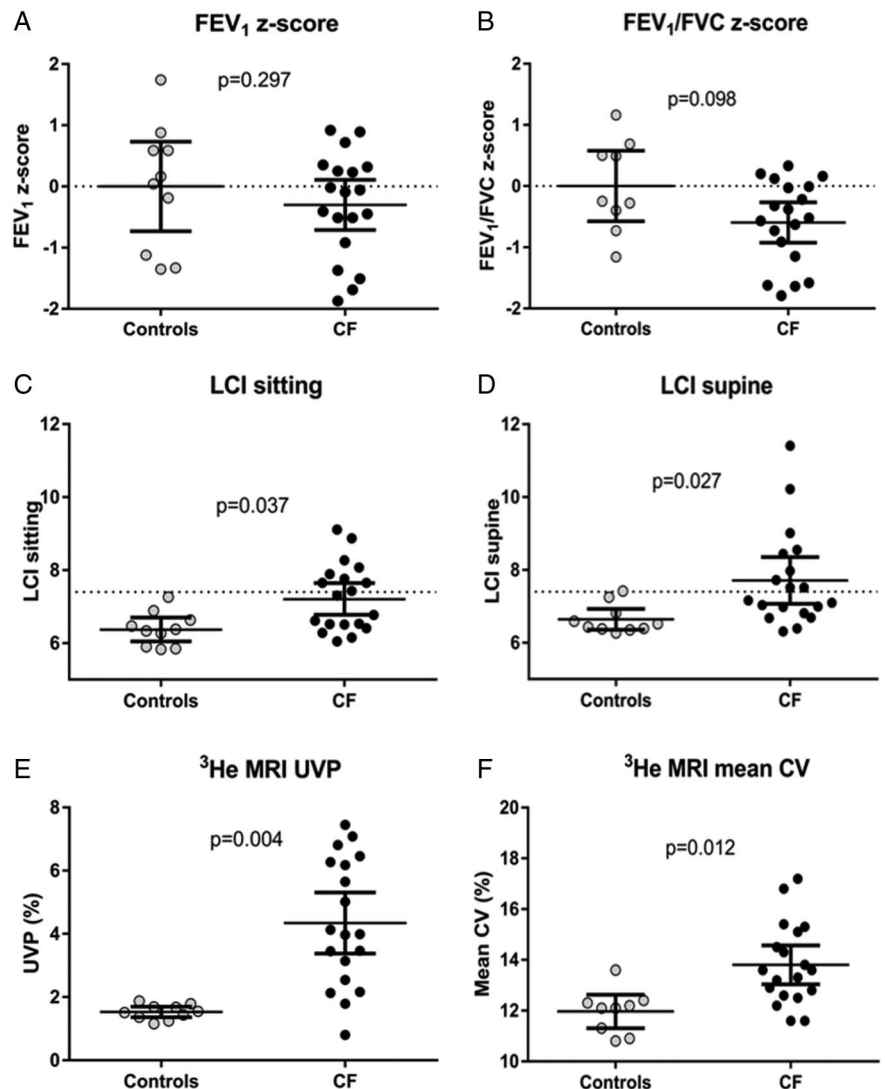 A
FEV₁ z-score
FEV₁ z-score
2
1
0
-1
-2
p=0.297
Controls
CF
B
FEV₁/FVC z-score
FEV₁/FVC z-score
2
1
0
-1
-2
p=0.098
Controls
CF
C
LCI sitting
LCI sitting
12
10
8
6
p=0.037
Controls
CF
D
LCI supine
LCI supine
12
10
8
6
p=0.027
Controls
CF
E
³He MRI UVP
UVP (%)
8
6
4
2
0
p=0.004
Controls
CF
F
³He MRI mean CV
Mean CV (%)
20
18
16
14
12
10
p=0.012
Controls
CF